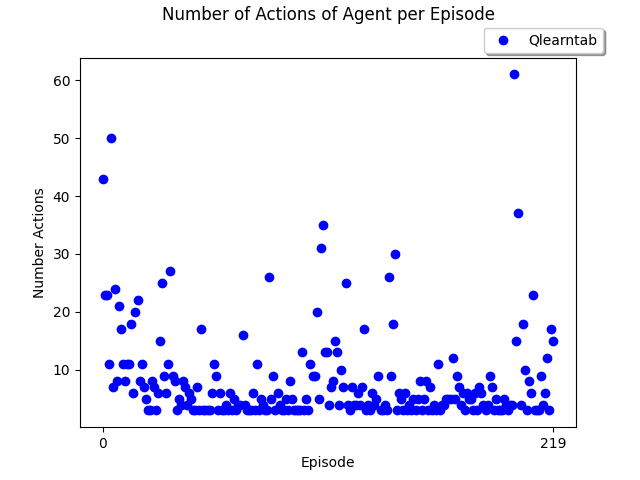 Number of Actions of Agent per Episode
Qlearntab
60
50
40
30
20
10
Number Actions
0
219
Episode